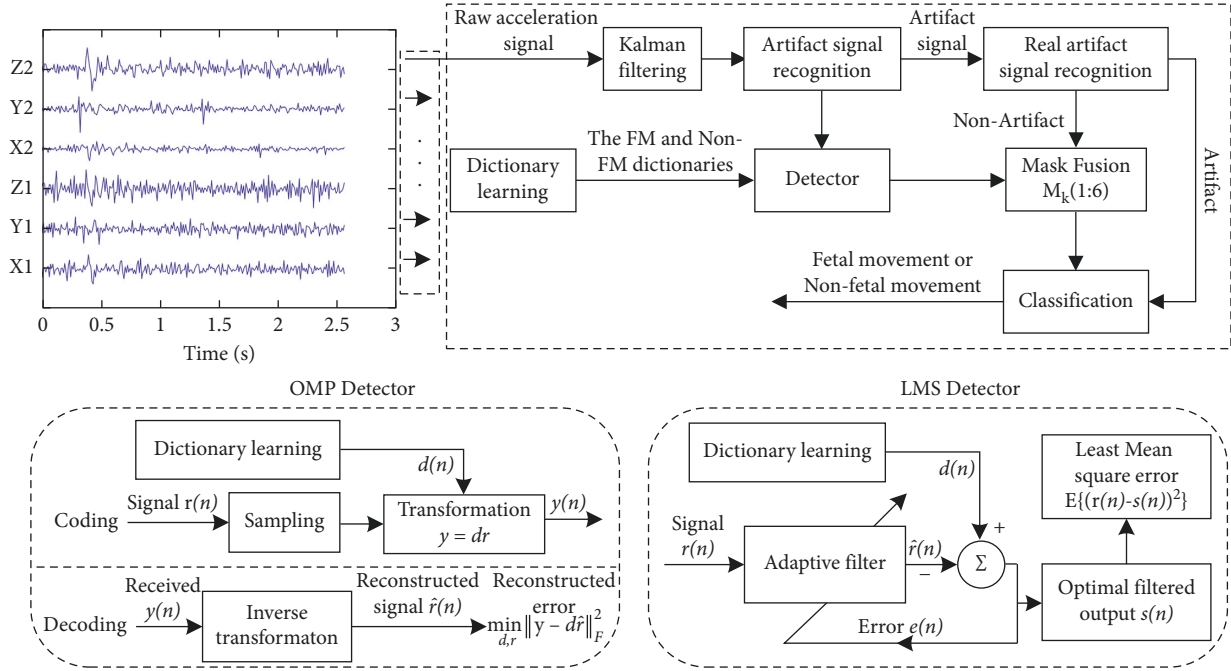 Z2
Y2
X2
Z1
Y1
X1
0
0.5
1
1.5
2
2.5
3
Time (s)
Raw acceleration
signal
Kalman
filtering
Artifact signal
recognition
Artifact
signal
Real artifact
signal recognition
Dictionary
learning
The FM and Non-
FM dictionaries
Detector
Non-Artifact
Mask Fusion
M_k(1:6)
Artifact
Fetal movement or
Non-fetal movement
Classification
OMP Detector
Dictionary learning
d(n)
Coding
Signal r(n)
Sampling
Transformation
y = dr
y(n)
Decoding
Received
y(n)
Inverse
transformaton
Reconstructed
signal r̂(n)
Reconstructed
error
min_{d,r} ‖y – dr̂‖²_F
LMS Detector
Dictionary learning
d(n)
Signal
r(n)
Adaptive filter
r̂(n)
–
+
Σ
Error e(n)
Least Mean
square error
E{(r(n)-s(n))²}
Optimal filtered
output s(n)